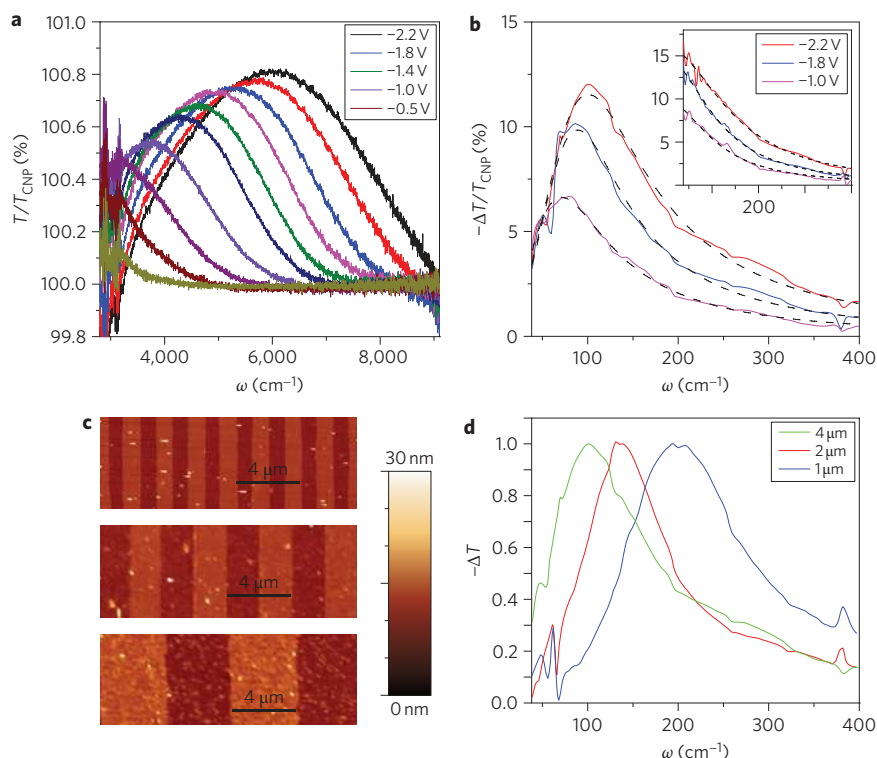 a
T/T_CNP (%)
101.0
100.8
100.6
100.4
100.2
100.0
99.8
−2.2 V
−1.8 V
−1.4 V
−1.0 V
−0.5 V
4,000
6,000
8,000
ω (cm⁻¹)
b
−ΔT/T_CNP (%)
15
10
5
0
15
10
5
200
−2.2 V
−1.8 V
−1.0 V
100
200
300
400
ω (cm⁻¹)
c
4 μm
4 μm
4 μm
30 nm
0 nm
d
−ΔT
1.0
0.8
0.6
0.4
0.2
0.0
4 μm
2 μm
1 μm
100
200
300
400
ω (cm⁻¹)